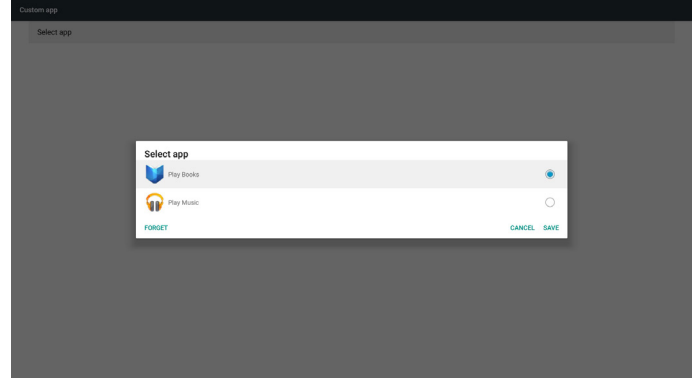 Custom app
Select app
Select app
Play Books
Play Music
FORGET CANCEL SAVE